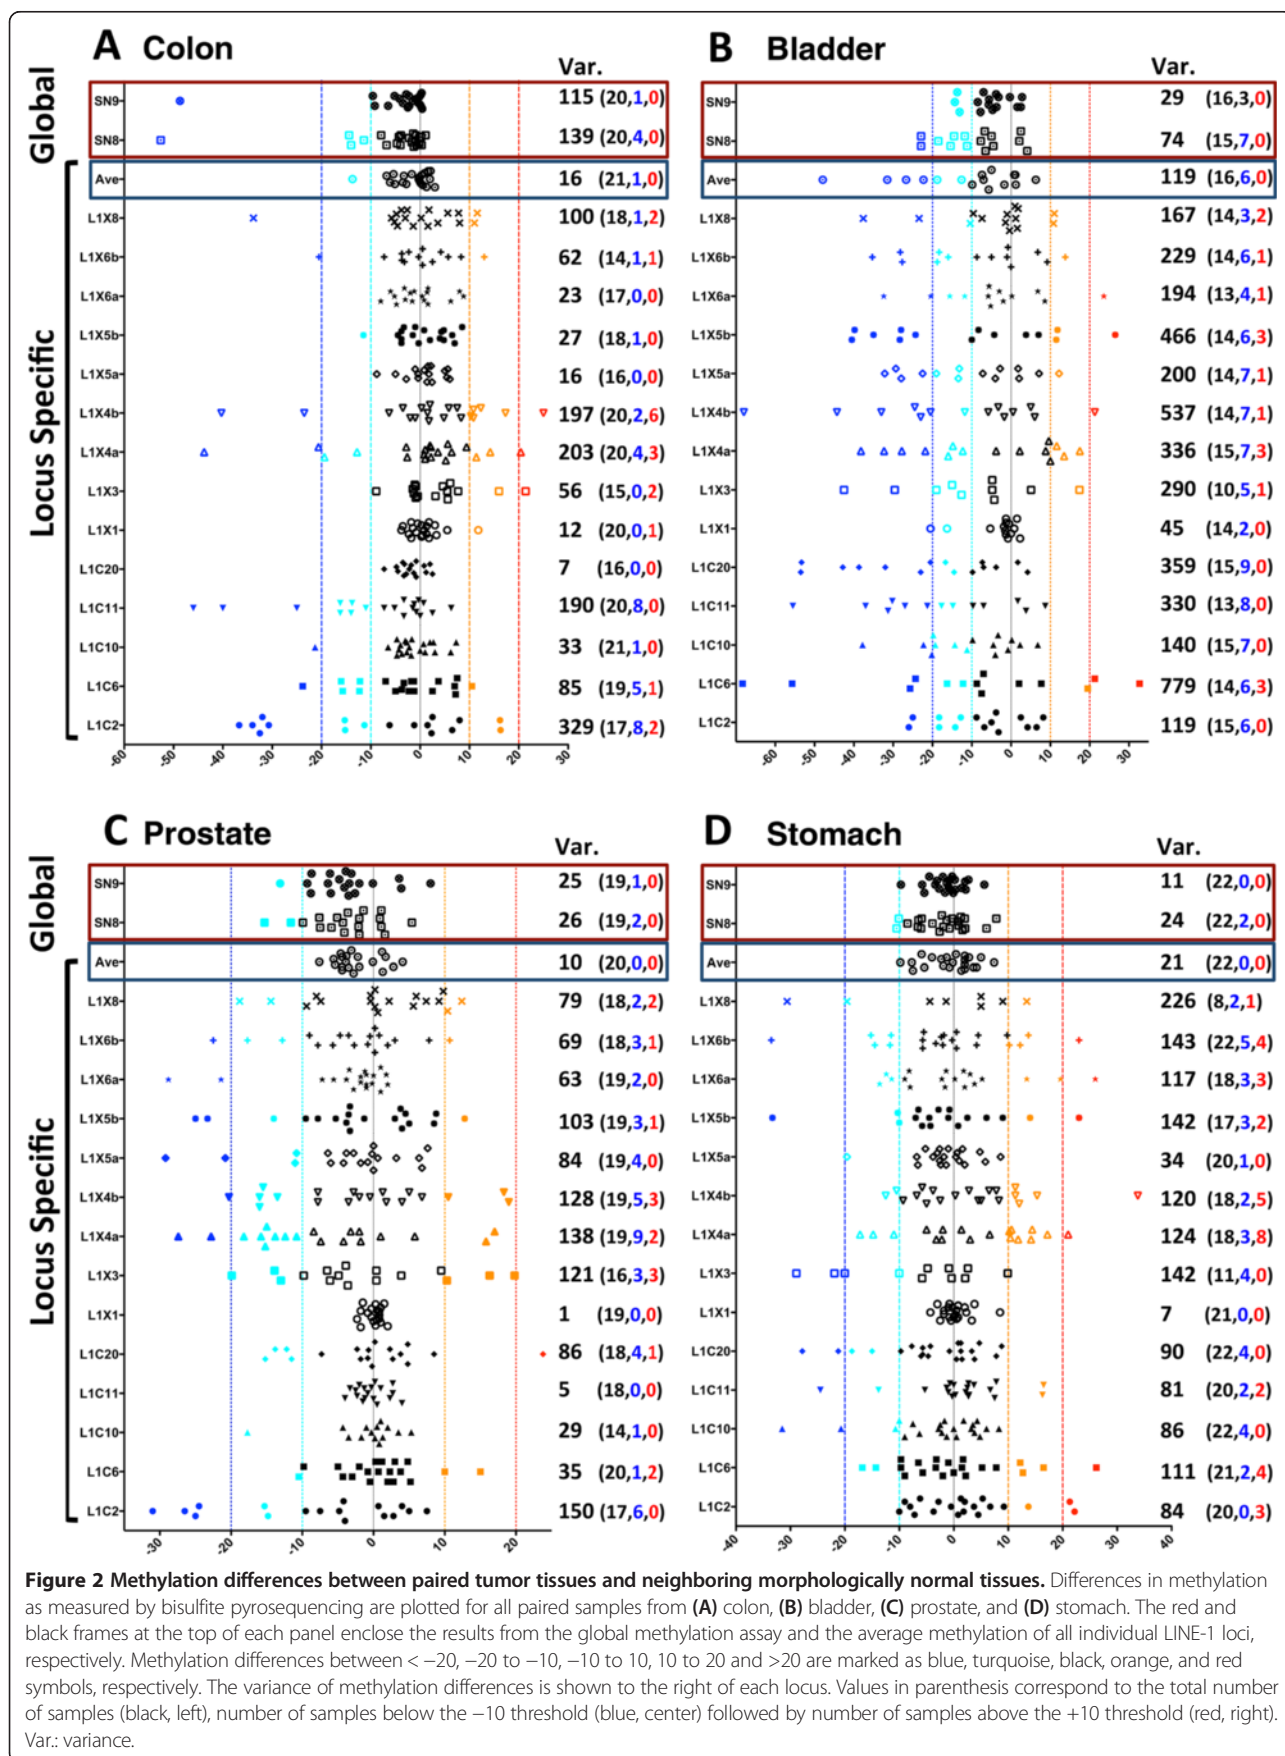 A Colon
Var.
Global
Locus Specific
SN9 115 (20,1,0)
SN8 139 (20,4,0)
Ave 16 (21,1,0)
L1X8 100 (18,1,2)
L1X6b 62 (14,1,1)
L1X6a 23 (17,0,0)
L1X5b 27 (18,1,0)
L1X5a 16 (16,0,0)
L1X4b 197 (20,2,6)
L1X4a 203 (20,4,3)
L1X3 56 (15,0,2)
L1X1 12 (20,0,1)
L1C20 7 (16,0,0)
L1C11 190 (20,8,0)
L1C10 33 (21,1,0)
L1C6 85 (19,5,1)
L1C2 329 (17,8,2)
-60 -50 -40 -30 -20 -10 0 10 20 30
B Bladder
Var.
SN9 29 (16,3,0)
SN8 74 (15,7,0)
Ave 119 (16,6,0)
L1X8 167 (14,3,2)
L1X6b 229 (14,6,1)
L1X6a 194 (13,4,1)
L1X5b 466 (14,6,3)
L1X5a 200 (14,7,1)
L1X4b 537 (14,7,1)
L1X4a 336 (15,7,3)
L1X3 290 (10,5,1)
L1X1 45 (14,2,0)
L1C20 359 (15,9,0)
L1C11 330 (13,8,0)
L1C10 140 (15,7,0)
L1C6 779 (14,6,3)
L1C2 119 (15,6,0)
-60 -50 -40 -30 -20 -10 0 10 20 30
C Prostate
Var.
Global
Locus Specific
SN9 25 (19,1,0)
SN8 26 (19,2,0)
Ave 10 (20,0,0)
L1X8 79 (18,2,2)
L1X6b 69 (18,3,1)
L1X6a 63 (19,2,0)
L1X5b 103 (19,3,1)
L1X5a 84 (19,4,0)
L1X4b 128 (19,5,3)
L1X4a 138 (19,9,2)
L1X3 121 (16,3,3)
L1X1 1 (19,0,0)
L1C20 86 (18,4,1)
L1C11 5 (18,0,0)
L1C10 29 (14,1,0)
L1C6 35 (20,1,2)
L1C2 150 (17,6,0)
-30 -20 -10 0 10 20
D Stomach
Var.
SN9 11 (22,0,0)
SN8 24 (22,2,0)
Ave 21 (22,0,0)
L1X8 226 (8,2,1)
L1X6b 143 (22,5,4)
L1X6a 117 (18,3,3)
L1X5b 142 (17,3,2)
L1X5a 34 (20,1,0)
L1X4b 120 (18,2,5)
L1X4a 124 (18,3,8)
L1X3 142 (11,4,0)
L1X1 7 (21,0,0)
L1C20 90 (22,4,0)
L1C11 81 (20,2,2)
L1C10 86 (22,4,0)
L1C6 111 (21,2,4)
L1C2 84 (20,0,3)
-40 -30 -20 -10 0 10 20 30 40
Figure 2 Methylation differences between paired tumor tissues and neighboring morphologically normal tissues. Differences in methylation
as measured by bisulfite pyrosequencing are plotted for all paired samples from (A) colon, (B) bladder, (C) prostate, and (D) stomach. The red and
black frames at the top of each panel enclose the results from the global methylation assay and the average methylation of all individual LINE-1 loci,
respectively. Methylation differences between < −20, −20 to −10, −10 to 10, 10 to 20 and >20 are marked as blue, turquoise, black, orange, and red
symbols, respectively. The variance of methylation differences is shown to the right of each locus. Values in parenthesis correspond to the total number
of samples (black, left), number of samples below the −10 threshold (blue, center) followed by number of samples above the +10 threshold (red, right).
Var.: variance.